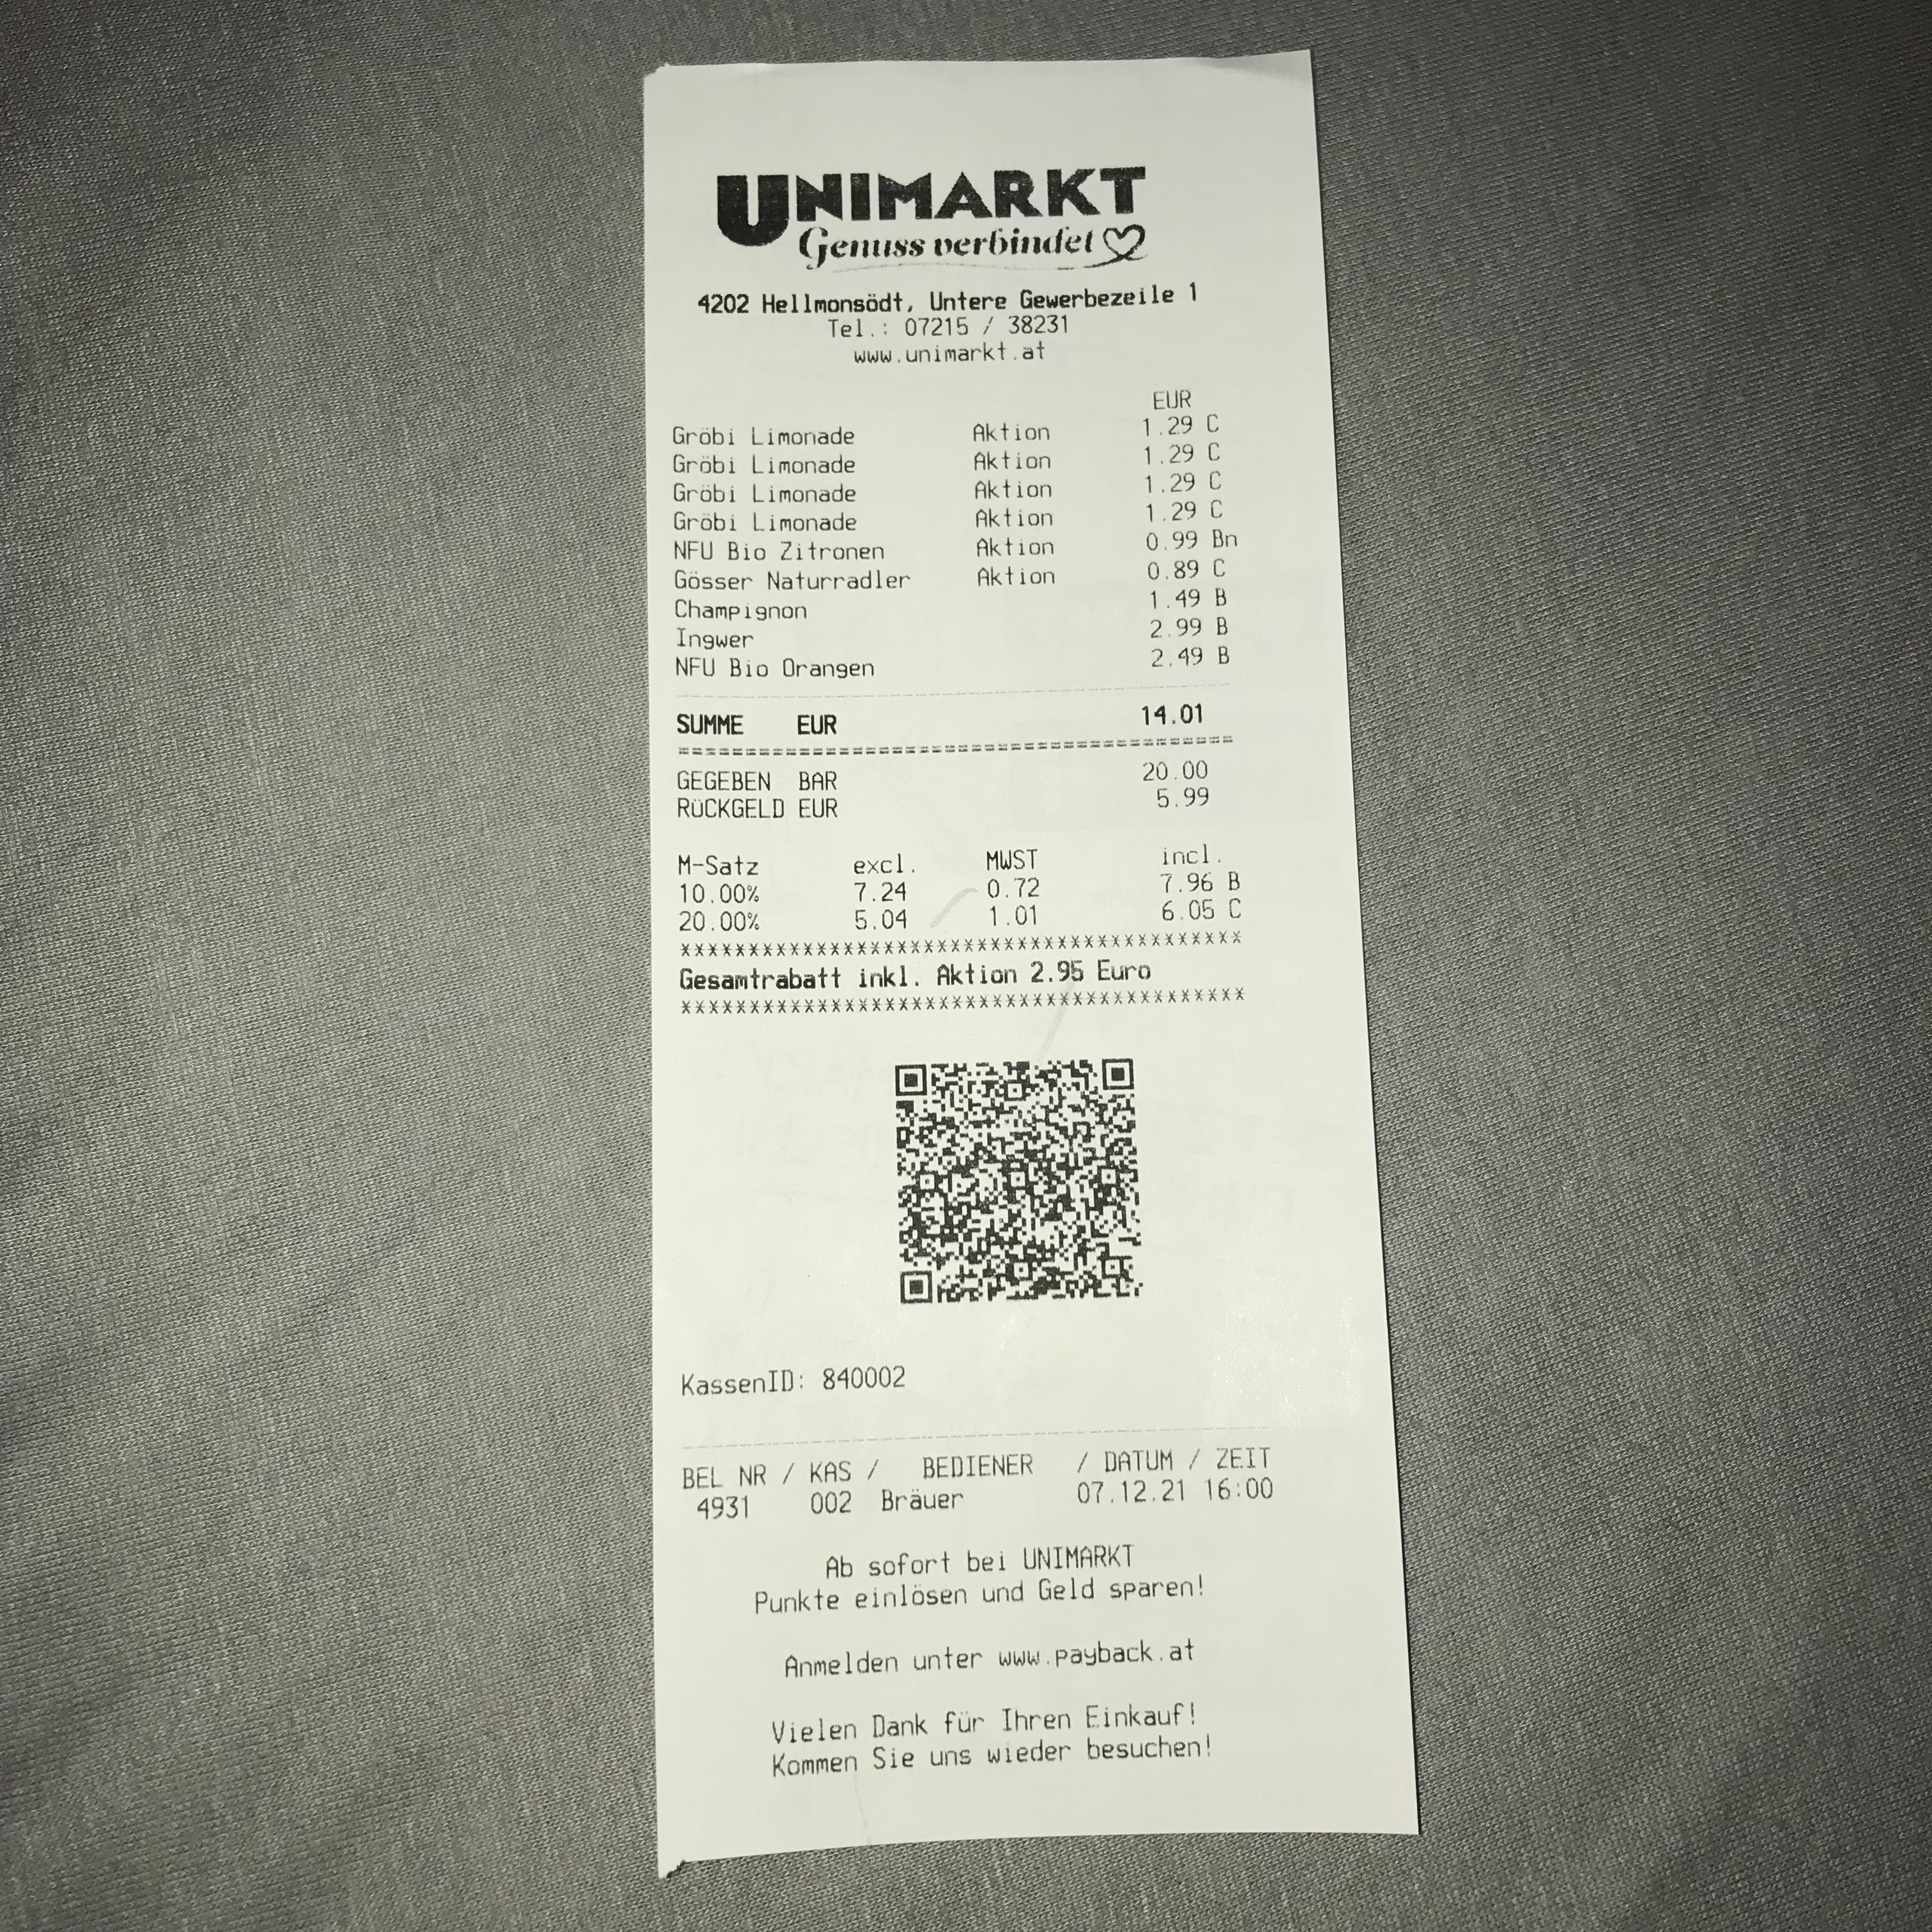 UNIMARKT
Genuss verbindet
4202 Hellmonsödt, Untere Gewerbezeile 1
Tel.: 07215 / 38231
www.unimarkt.at
EUR
Gröbi Limonade Aktion 1.29 C
Gröbi Limonade Aktion 1.29 C
Gröbi Limonade Aktion 1.29 C
Gröbi Limonade Aktion 1.29 C
NFU Bio Zitronen Aktion 0.99 Bn
Gösser Naturradler Aktion 0.89 C
Champignon 1.49 B
Ingwer 2.99 B
NFU Bio Orangen 2.49 B
SUMME EUR 14.01
=========================================
GEGEBEN BAR 20.00
RÜCKGELD EUR 5.99
M-Satz excl. MWST incl.
10.00% 7.24 0.72 7.96 B
20.00% 5.04 1.01 6.05 C
******************************************
Gesamtrabatt inkl. Aktion 2.95 Euro
******************************************
KassenID: 840002
BEL NR / KAS / BEDIENER / DATUM / ZEIT
4931 002 Bräuer 07.12.21 16:00
Ab sofort bei UNIMARKT
Punkte einlösen und Geld sparen!
Anmelden unter www.payback.at
Vielen Dank für Ihren Einkauf!
Kommen Sie uns wieder besuchen!